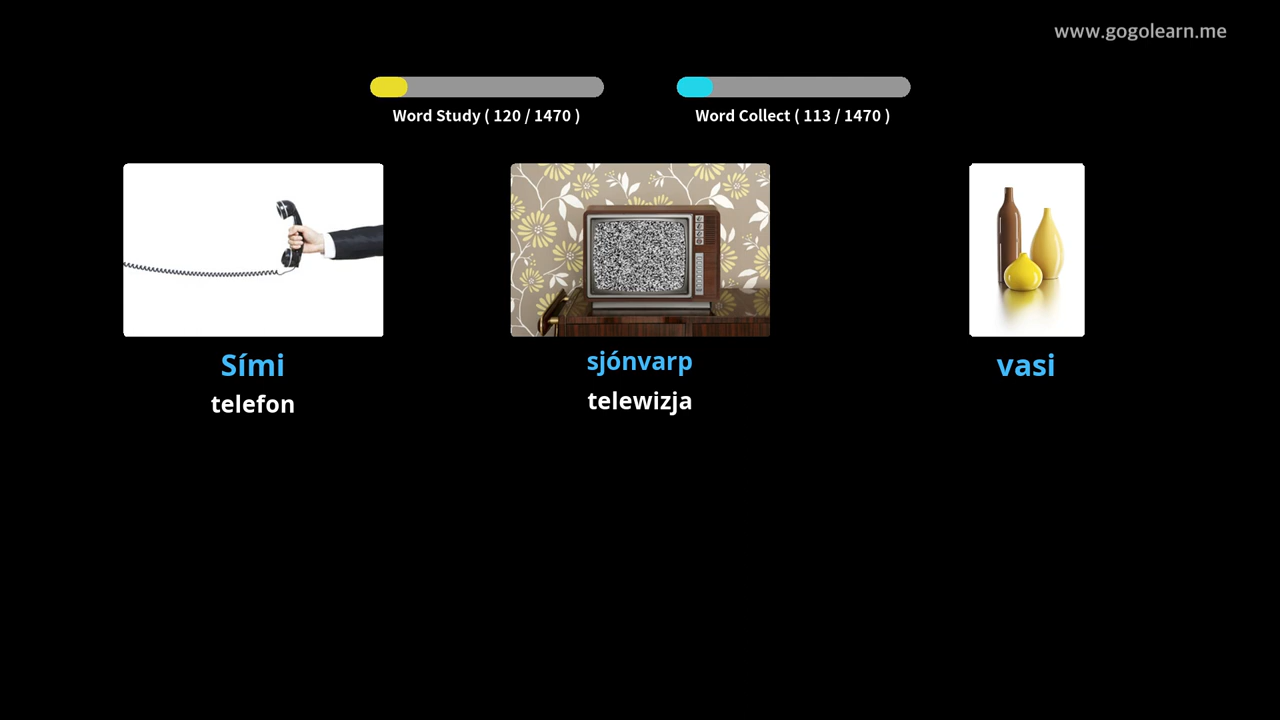 www.gogolearn.me
Word Study ( 120 / 1470 )
Word Collect ( 113 / 1470 )
Sími
telefon
sjónvarp
telewizja
vasi